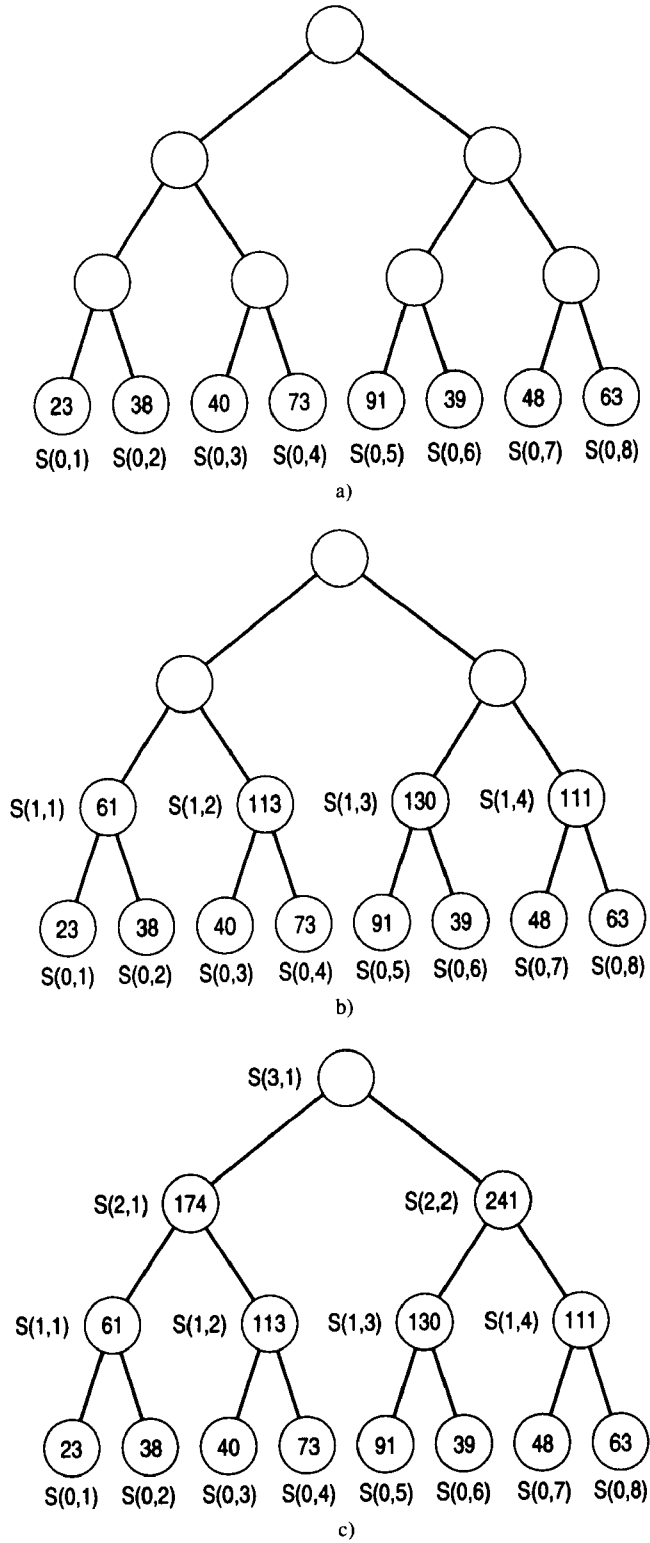 23 38 40 73 91 39 48 63
S(0,1) S(0,2) S(0,3) S(0,4) S(0,5) S(0,6) S(0,7) S(0,8)
a)
S(1,1) 61 S(1,2) 113 S(1,3) 130 S(1,4) 111
23 38 40 73 91 39 48 63
S(0,1) S(0,2) S(0,3) S(0,4) S(0,5) S(0,6) S(0,7) S(0,8)
b)
S(3,1)
S(2,1) 174 S(2,2) 241
S(1,1) 61 S(1,2) 113 S(1,3) 130 S(1,4) 111
23 38 40 73 91 39 48 63
S(0,1) S(0,2) S(0,3) S(0,4) S(0,5) S(0,6) S(0,7) S(0,8)
c)